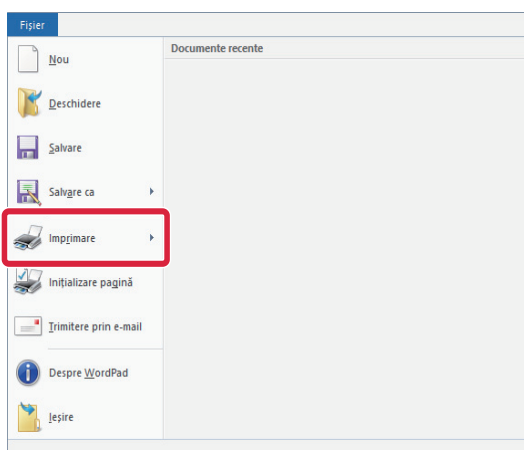 Fișier
Documente recente
Nou
Deschidere
Salvare
Salvare ca
Imprimare
Inițializare pagină
Trimitere prin e-mail
Despre WordPad
Ieșire